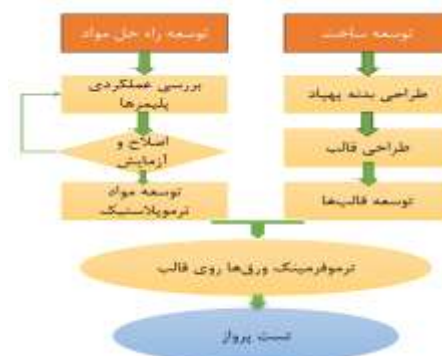 توسعه ساخت
طراحی بدنه پهپاد
طراحی قالب
توسعه قالب‌ها
توسعه راه حل مواد
بررسی عملکردی
پلیمرها
اصلاح و
آزمایش
توسعه مواد
ترموپلاستیک
ترموفرمینگ ورق‌ها روی قالب
تست پرواز